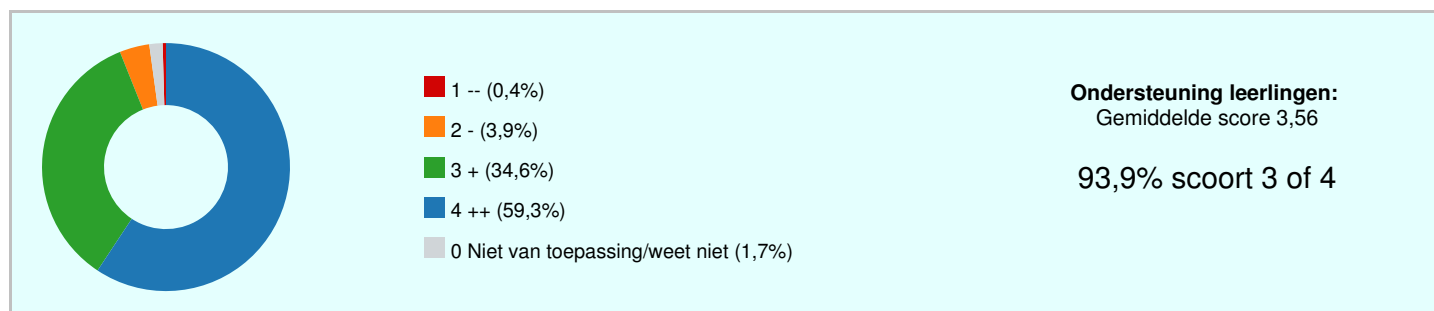 1 -- (0,4%)
2 - (3,9%)
3 + (34,6%)
4 ++ (59,3%)
0 Niet van toepassing/weet niet (1,7%)
Ondersteuning leerlingen:
Gemiddelde score 3,56
93,9% scoort 3 of 4